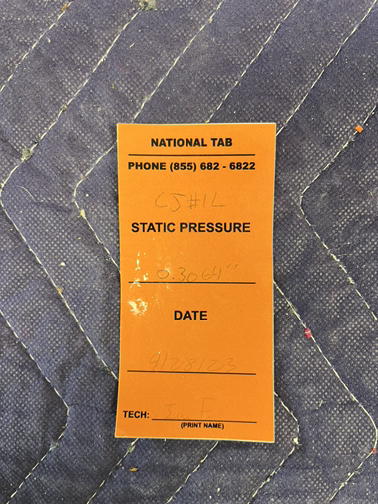 NATIONAL TAB
PHONE (855) 682 - 6822
CJ#1L
STATIC PRESSURE
0.3064"
DATE
9/28/23
TECH:
(PRINT NAME)